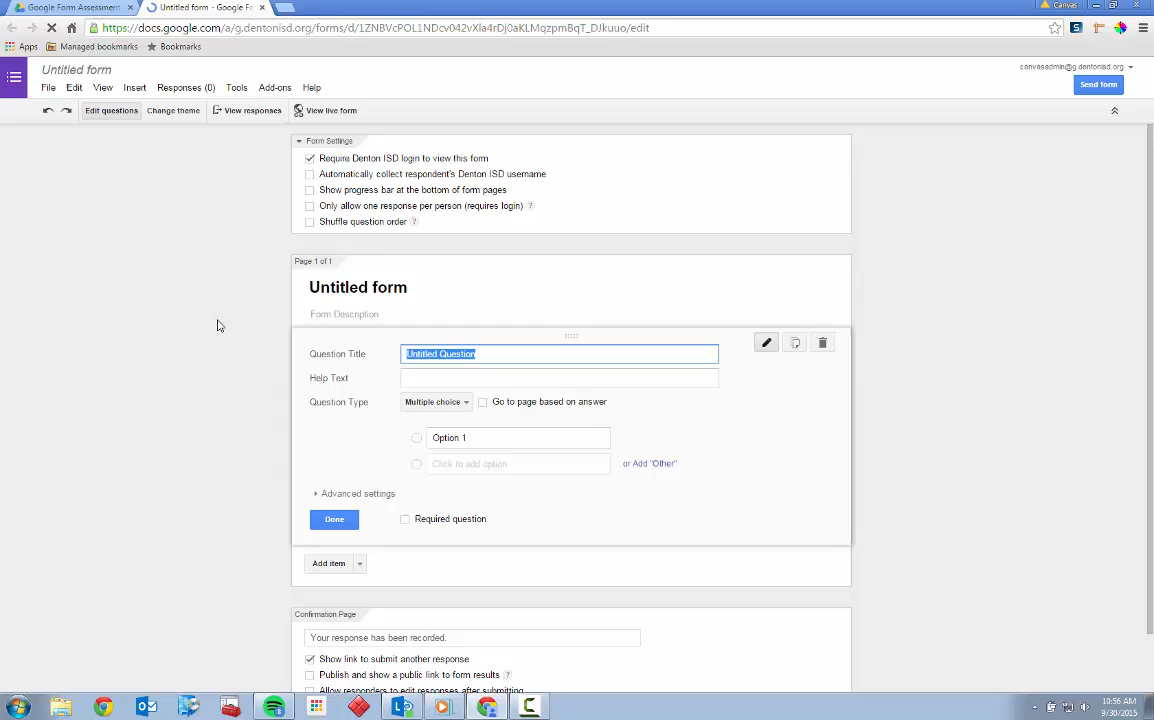 Google Form Assessment
Untitled form - Google Fo
Canvas
https://docs.google.com/a/g.dentonisd.org/forms/d/1ZNBVcPOL1NDcv042vXla4rDj0aKLMqzpmBqT_DJkuuo/edit
Apps Managed bookmarks Bookmarks
Untitled form
canvasadmin@g.dentonisd.org
File Edit View Insert Responses (0) Tools Add-ons Help
Send form
Edit questions Change theme View responses View live form
Form Settings
Require Denton ISD login to view this form
Automatically collect respondent's Denton ISD username
Show progress bar at the bottom of form pages
Only allow one response per person (requires login) ?
Shuffle question order ?
Page 1 of 1
Untitled form
Form Description
Question Title Untitled Question
Help Text
Question Type Multiple choice Go to page based on answer
Option 1
Click to add option or Add "Other"
Advanced settings
Done Required question
Add item
Confirmation Page
Your response has been recorded.
Show link to submit another response
Publish and show a public link to form results ?
Allow responders to edit responses after submitting
10:56 AM
9/30/2015